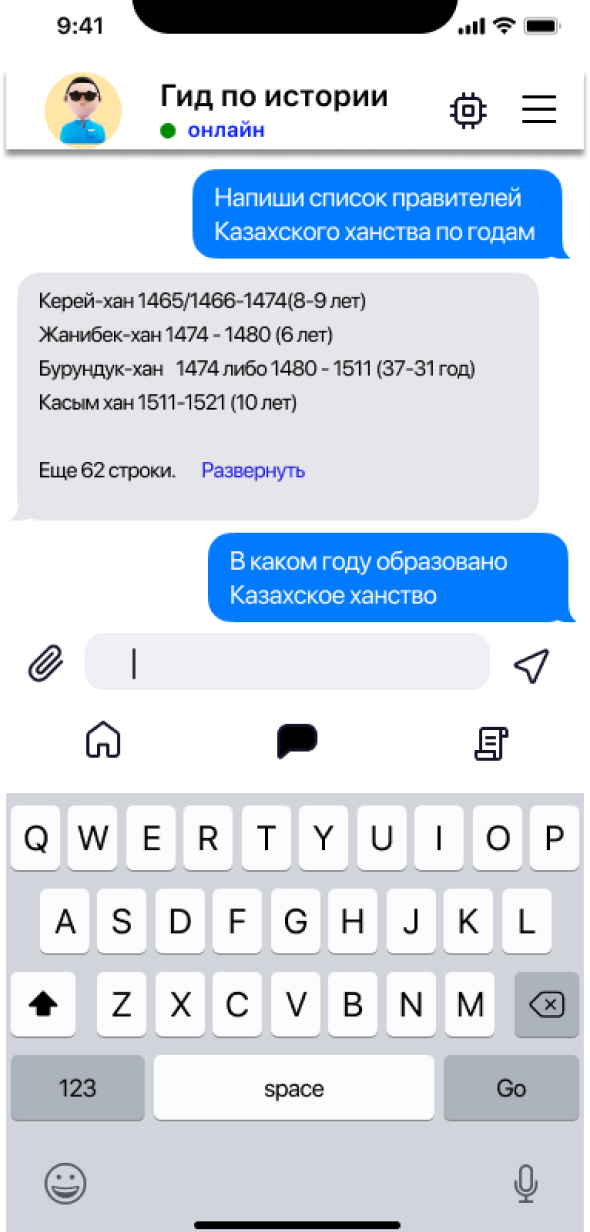 9:41
Гид по истории
онлайн
Напиши список правителей
Казахского ханства по годам
Керей-хан 1465/1466-1474(8-9 лет)
Жанибек-хан 1474 - 1480 (6 лет)
Бурундук-хан 1474 либо 1480 - 1511 (37-31 год)
Касым хан 1511-1521 (10 лет)
Еще 62 строки. Развернуть
В каком году образовано
Казахское ханство
Q W E R T Y U I O P
A S D F G H J K L
Z X C V B N M
123 space Go